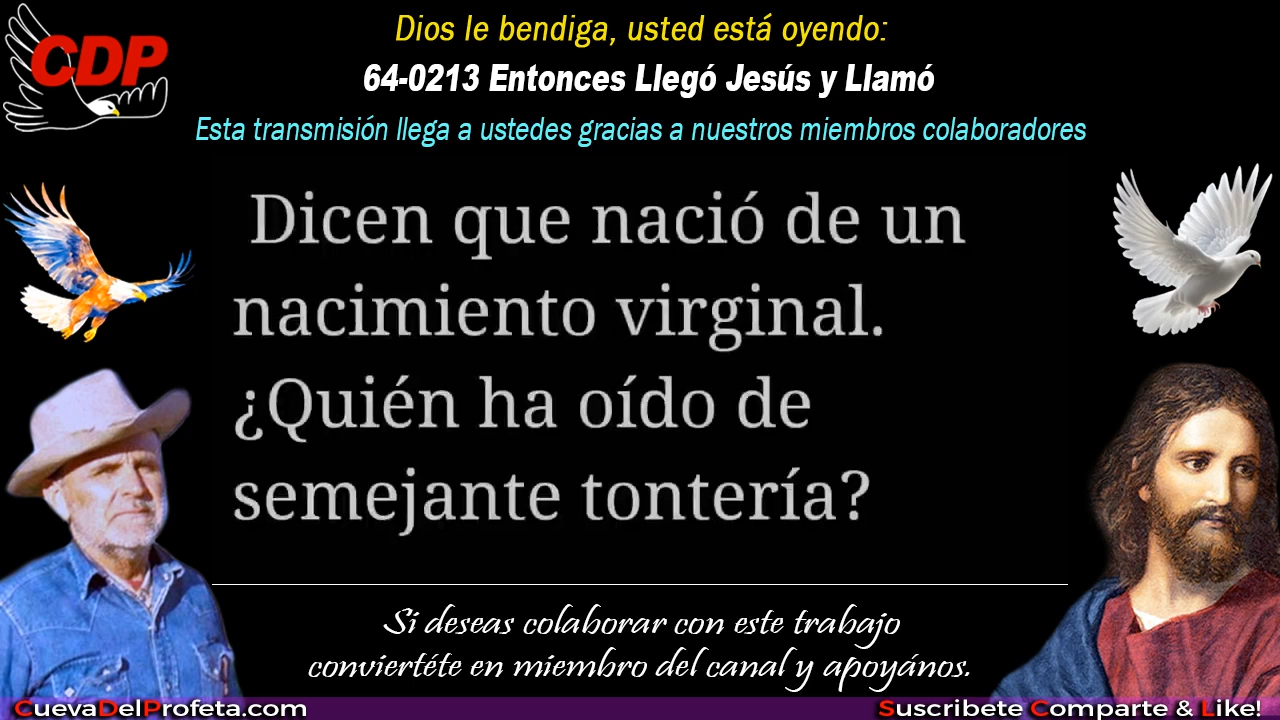 CDP
Dios le bendiga, usted está oyendo:
64-0213 Entonces Llegó Jesús y Llamó
Esta transmisión llega a ustedes gracias a nuestros miembros colaboradores
Dicen que nació de un
nacimiento virginal.
¿Quién ha oído de
semejante tontería?
Si deseas colaborar con este trabajo
conviertéte en miembro del canal y apoyános.
CuevaDelProfeta.com
Suscribete Comparte & Like!